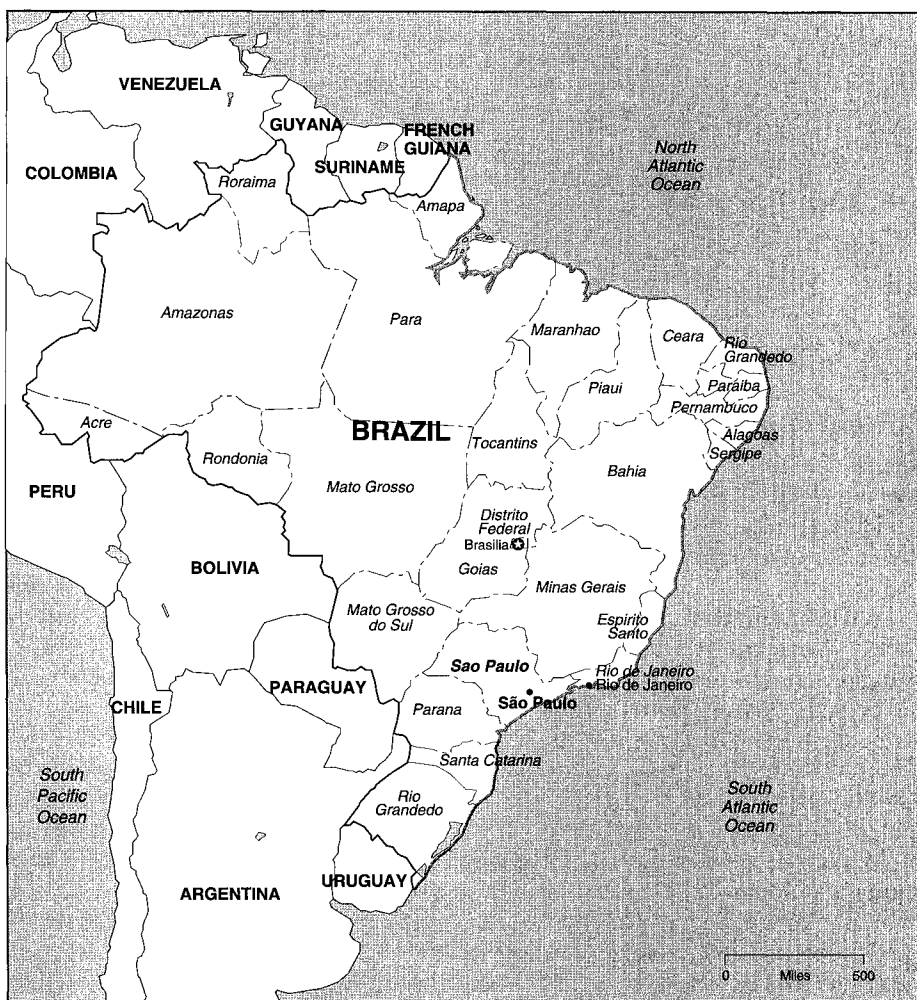 VENEZUELA
GUYANA
FRENCH
GUIANA
SURINAME
COLOMBIA
North
Atlantic
Ocean
Roraima
Amapa
Amazonas
Para
Maranhao
Ceara
Rio
Grandedo
Piaui
Paraiba
Pernambuco
Acre
BRAZIL
Alagoas
Sergipe
Tocantins
Rondonia
Bahia
PERU
Mato Grosso
Distrito
Federal
Brasilia
BOLIVIA
Goias
Minas Gerais
Mato Grosso
do Sul
Espirito
Santo
Sao Paulo
Rio de Janeiro
Rio de Janeiro
PARAGUAY
São Paulo
CHILE
Parana
Santa Catarina
South
Pacific
Ocean
Rio
Grandedo
South
Atlantic
Ocean
URUGUAY
ARGENTINA
0 Miles 500